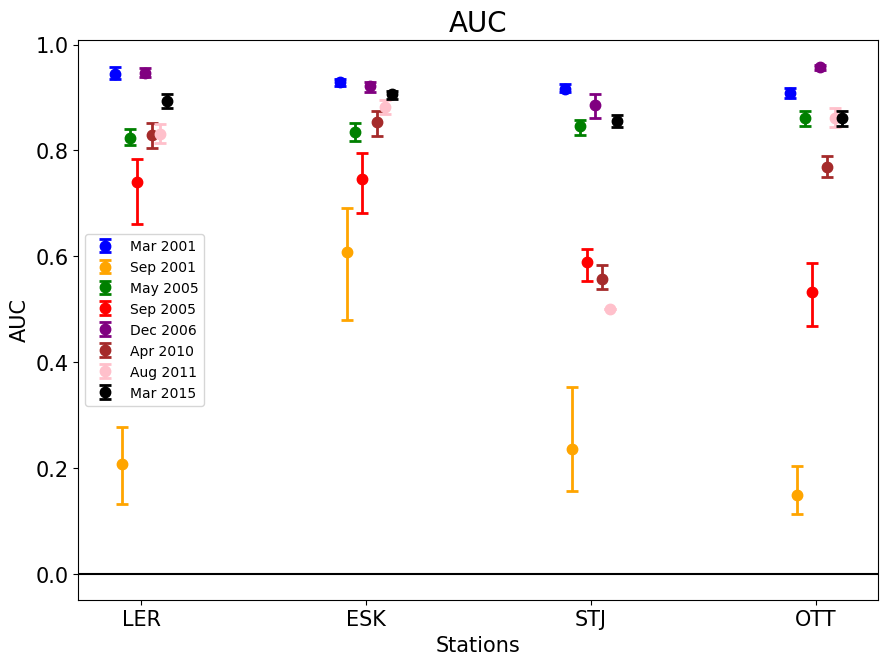 AUC
1.0
0.8
0.6
0.4
0.2
0.0
AUC
Mar 2001
Sep 2001
May 2005
Sep 2005
Dec 2006
Apr 2010
Aug 2011
Mar 2015
LER ESK STJ OTT
Stations